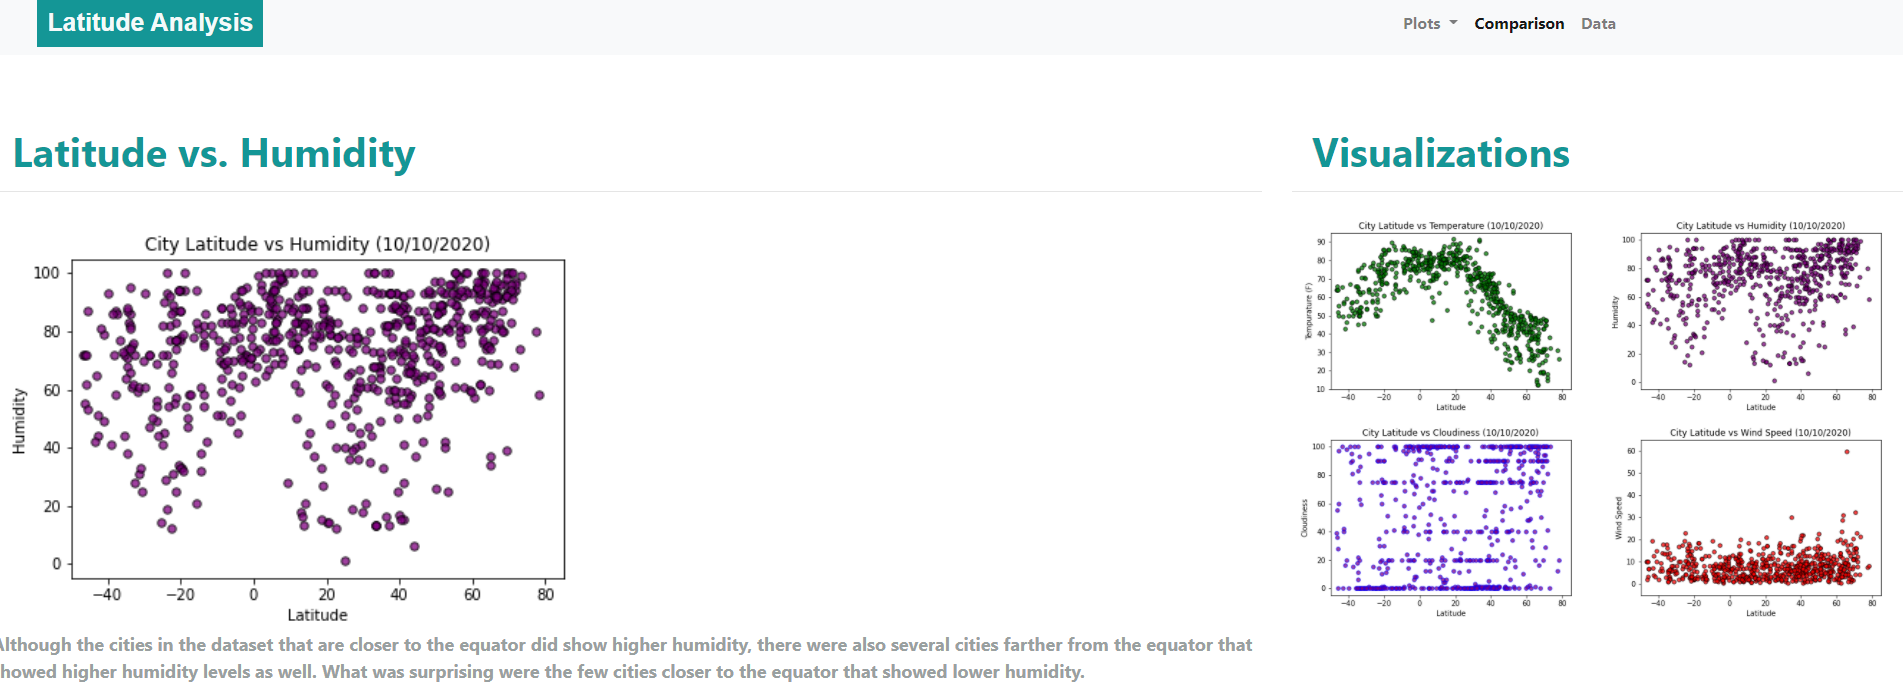 Latitude Analysis
Plots Comparison Data
Latitude vs. Humidity
City Latitude vs Humidity (10/10/2020)
100
80
60
40
20
0
Humidity
−40 −20 0 20 40 60 80
Latitude
lthough the cities in the dataset that are closer to the equator did show higher humidity, there were also several cities farther from the equator that
howed higher humidity levels as well. What was surprising were the few cities closer to the equator that showed lower humidity.
Visualizations
City Latitude vs Temperature (10/10/2020)
90
80
70
60
50
40
30
20
10
Tempurature (F)
−40 −20 0 20 40 60 80
Latitude
City Latitude vs Humidity (10/10/2020)
100
80
60
40
20
0
Humidity
−40 −20 0 20 40 60 80
Latitude
City Latitude vs Cloudiness (10/10/2020)
100
80
60
40
20
0
Cloudiness
−40 −20 0 20 40 60 80
Latitude
City Latitude vs Wind Speed (10/10/2020)
60
50
40
30
20
10
0
Wind Speed
−40 −20 0 20 40 60 80
Latitude